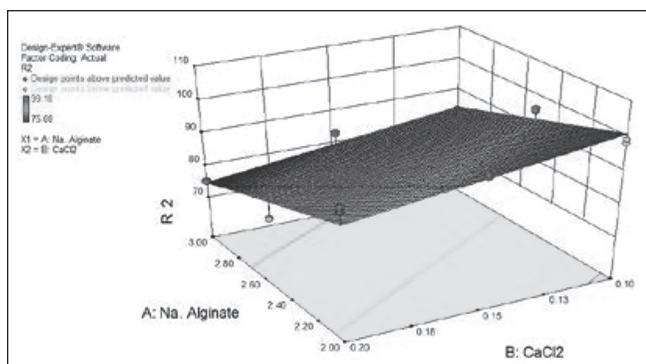 Design-Expert® Software
Factor Coding: Actual
R2
Design points above predicted value
Design points below predicted value
99.18
75.08
X1 = A: Na. Alginate
X2 = B: CaCl2
110
100
90
80
70
R 2
3.00
2.80
2.60
2.40
2.20
2.00
A: Na. Alginate
0.20
0.18
0.15
0.13
0.10
B: CaCl2